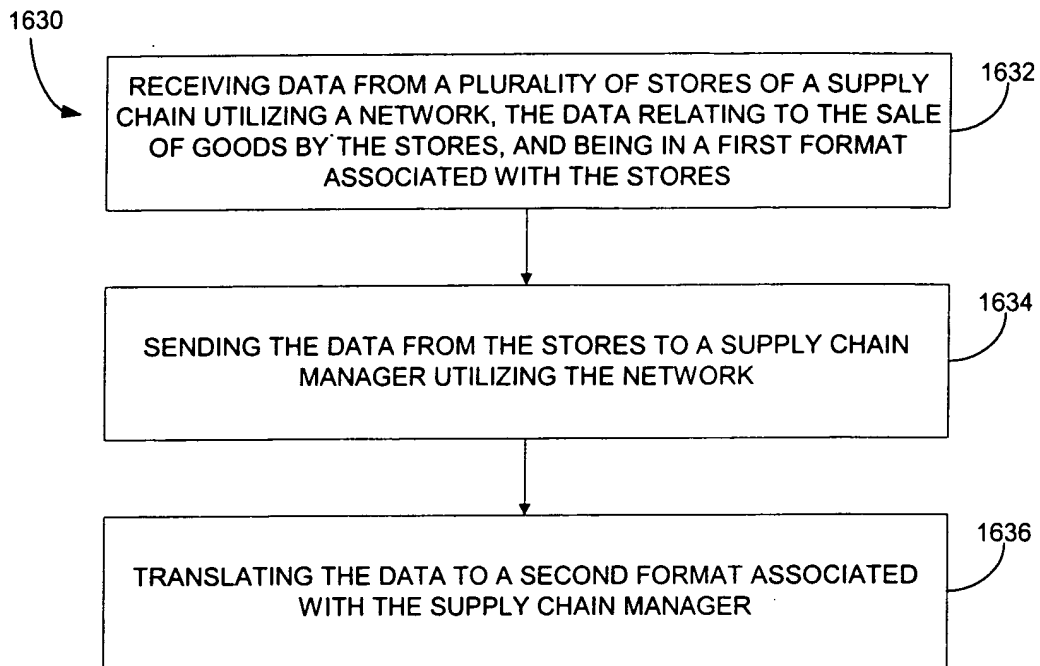 1630
RECEIVING DATA FROM A PLURALITY OF STORES OF A SUPPLY
CHAIN UTILIZING A NETWORK, THE DATA RELATING TO THE SALE
OF GOODS BY THE STORES, AND BEING IN A FIRST FORMAT
ASSOCIATED WITH THE STORES
1632
SENDING THE DATA FROM THE STORES TO A SUPPLY CHAIN
MANAGER UTILIZING THE NETWORK
1634
TRANSLATING THE DATA TO A SECOND FORMAT ASSOCIATED
WITH THE SUPPLY CHAIN MANAGER
1636